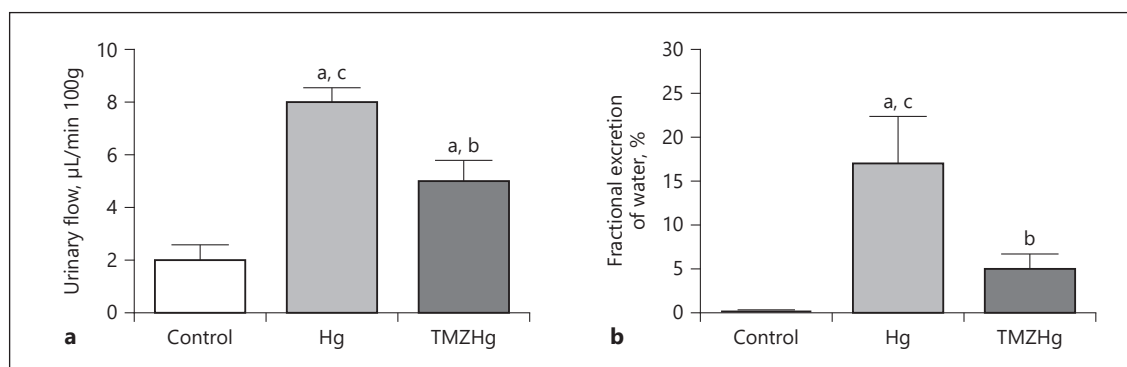 Urinary flow, µL/min 100g
10
8
6
4
2
0
a, c
a, b
Control
Hg
TMZHg
a
Fractional excretion
of water, %
30
25
20
15
10
5
0
a, c
b
Control
Hg
TMZHg
b